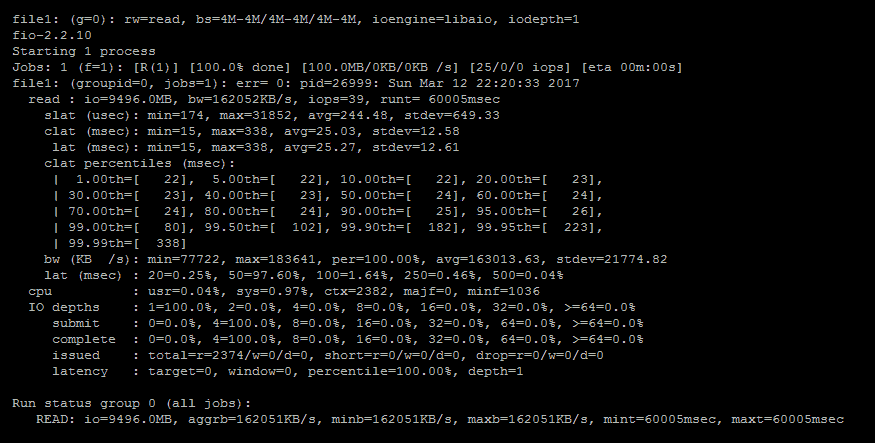 file1: (g=0): rw=read, bs=4M-4M/4M-4M/4M-4M, ioengine=libaio, iodepth=1
fio-2.2.10
Starting 1 process
Jobs: 1 (f=1): [R(1)] [100.0% done] [100.0MB/0KB/0KB /s] [25/0/0 iops] [eta 00m:00s]
file1: (groupid=0, jobs=1): err= 0: pid=26999: Sun Mar 12 22:20:33 2017
  read : io=9496.0MB, bw=162052KB/s, iops=39, runt= 60005msec
    slat (usec): min=174, max=31852, avg=244.48, stdev=649.33
    clat (msec): min=15, max=338, avg=25.03, stdev=12.58
     lat (msec): min=15, max=338, avg=25.27, stdev=12.61
    clat percentiles (msec):
     |  1.00th=[   22],  5.00th=[   22], 10.00th=[   22], 20.00th=[   23],
     | 30.00th=[   23], 40.00th=[   23], 50.00th=[   24], 60.00th=[   24],
     | 70.00th=[   24], 80.00th=[   24], 90.00th=[   25], 95.00th=[   26],
     | 99.00th=[   80], 99.50th=[  102], 99.90th=[  182], 99.95th=[  223],
     | 99.99th=[  338]
    bw (KB  /s): min=77722, max=183641, per=100.00%, avg=163013.63, stdev=21774.82
    lat (msec) : 20=0.25%, 50=97.60%, 100=1.64%, 250=0.46%, 500=0.04%
  cpu          : usr=0.04%, sys=0.97%, ctx=2382, majf=0, minf=1036
  IO depths    : 1=100.0%, 2=0.0%, 4=0.0%, 8=0.0%, 16=0.0%, 32=0.0%, >=64=0.0%
     submit    : 0=0.0%, 4=100.0%, 8=0.0%, 16=0.0%, 32=0.0%, 64=0.0%, >=64=0.0%
     complete  : 0=0.0%, 4=100.0%, 8=0.0%, 16=0.0%, 32=0.0%, 64=0.0%, >=64=0.0%
     issued    : total=r=2374/w=0/d=0, short=r=0/w=0/d=0, drop=r=0/w=0/d=0
     latency   : target=0, window=0, percentile=100.00%, depth=1

Run status group 0 (all jobs):
   READ: io=9496.0MB, aggrb=162051KB/s, minb=162051KB/s, maxb=162051KB/s, mint=60005msec, maxt=60005msec